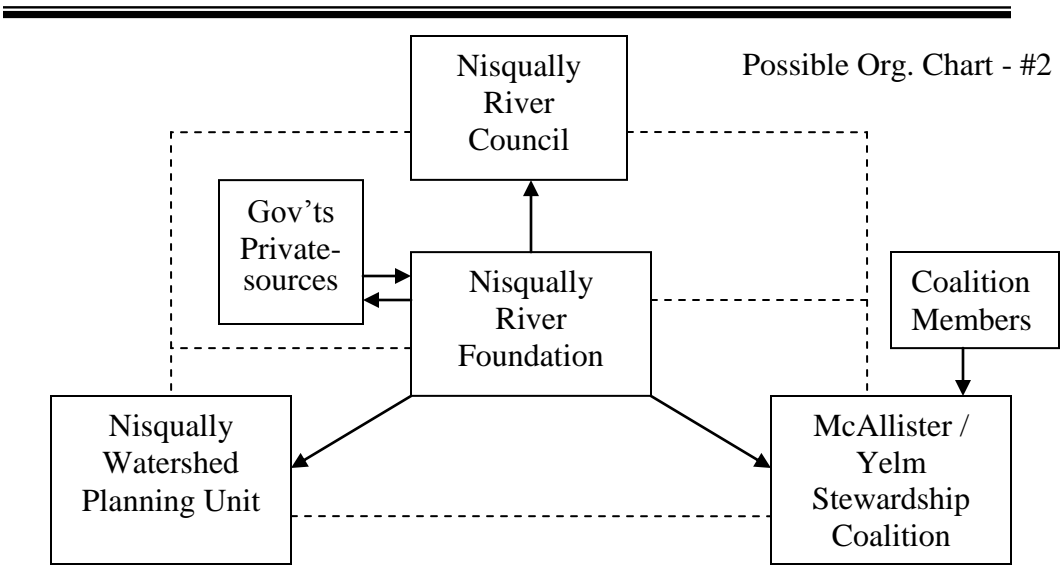 Possible Org. Chart - #2
Nisqually
River
Council
Gov’ts
Private-
sources
Nisqually
River
Foundation
Coalition
Members
Nisqually
Watershed
Planning Unit
McAllister /
Yelm
Stewardship
Coalition